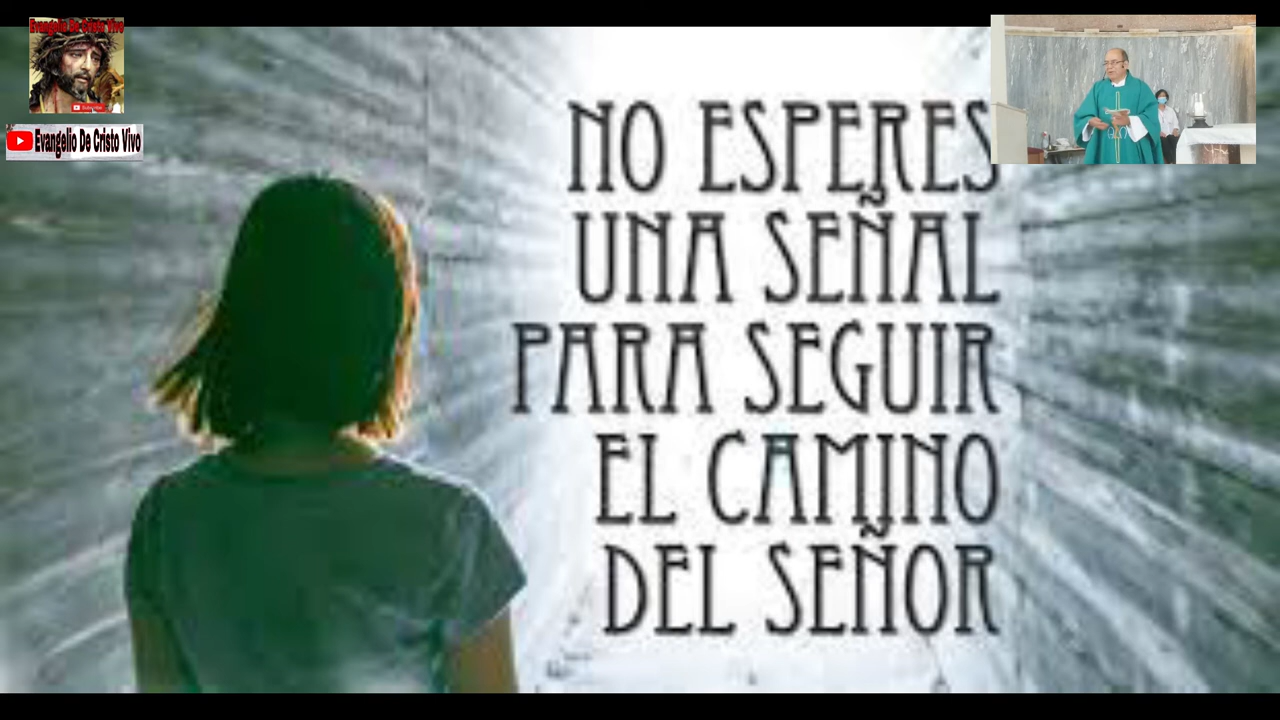 Evangelio De Cristo Vivo
Evangelio De Cristo Vivo
NO ESPERES
UNA SEÑAL
PARA SEGUIR
EL CAMINO
DEL SEÑOR